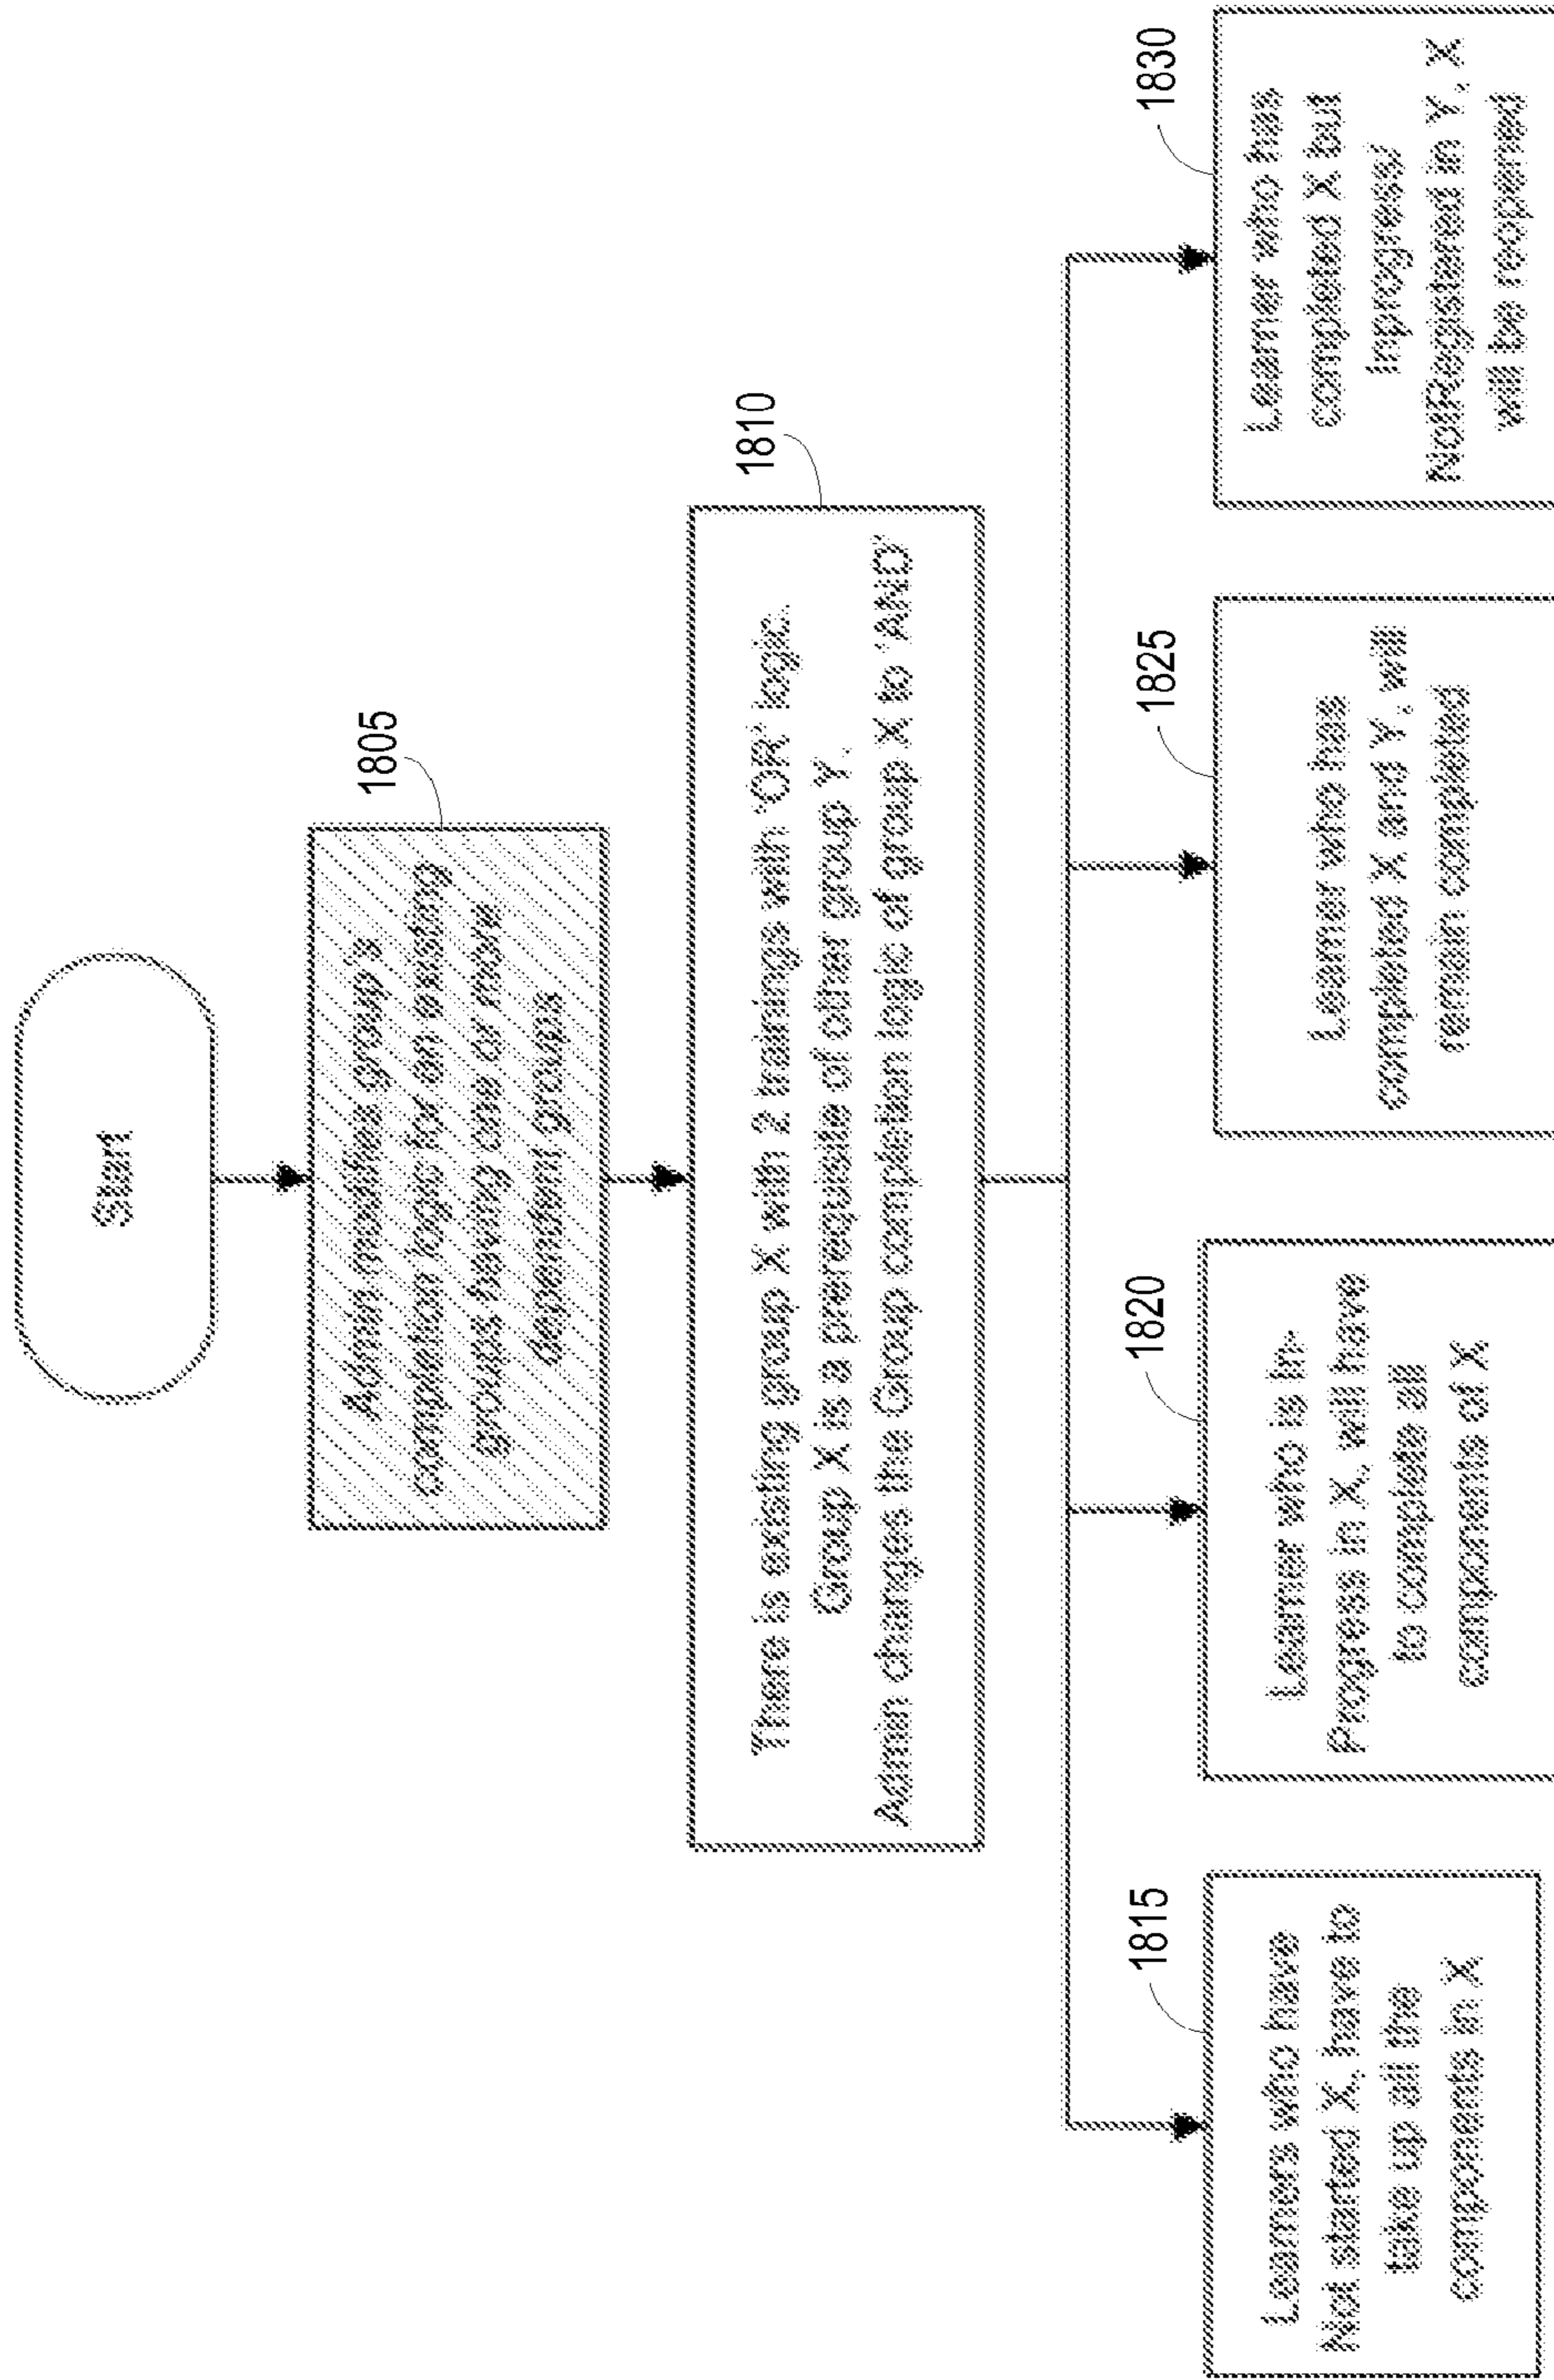 Start
1805
Admin modifies group's
completion logic for an existing
groups having one or more
dependent groups
1810
There is existing group X with 2 trainings with 'OR' logic.
Group X is a prerequisite of other group Y.
Admin changes the Group completion logic of group X to 'AND'
1815
Learners who have
Not started X, have to
take up all the
components in X
1820
Learner who is in-
Progress in X, will have
to complete all
components of X
1825
Learner who has
completed X and Y, will
remain completed
1830
Learner who has
completed X but
Inprogress/
NotRegistered in Y, X
will be reopened